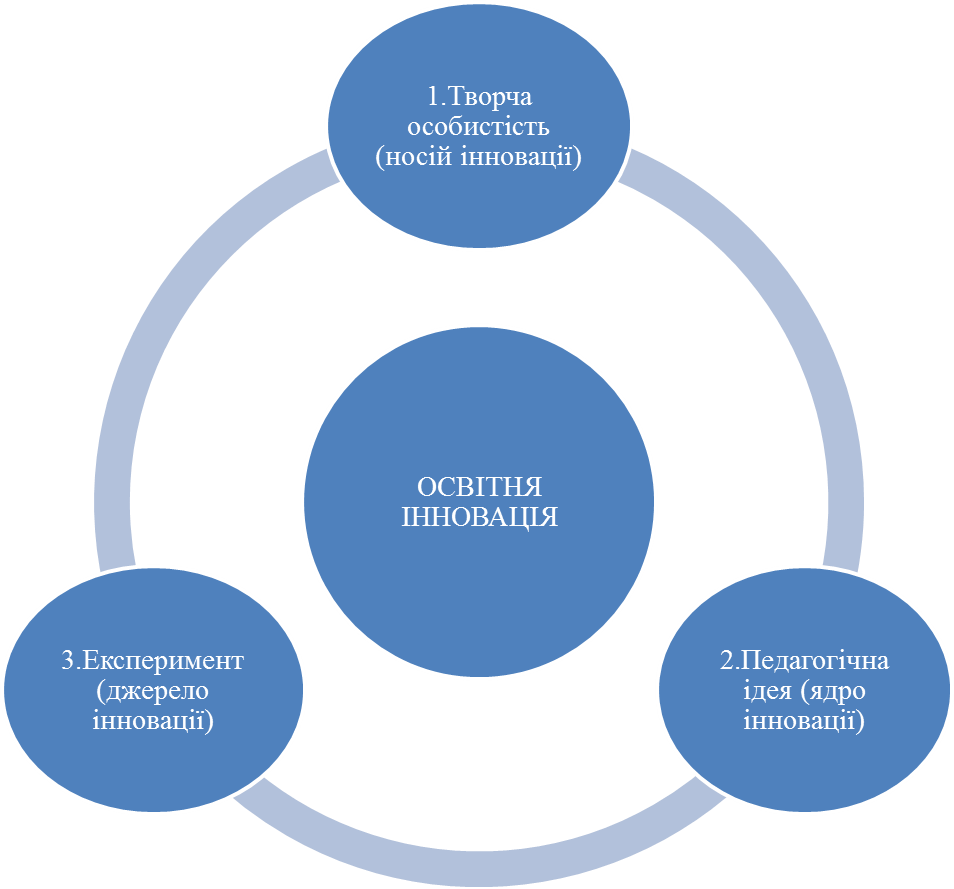 1.Творча
особистість
(носій інновації)
ОСВІТНЯ
ІННОВАЦІЯ
2.Педагогічна
ідея (ядро
інновації)
3.Експеримент
(джерело
інновації)